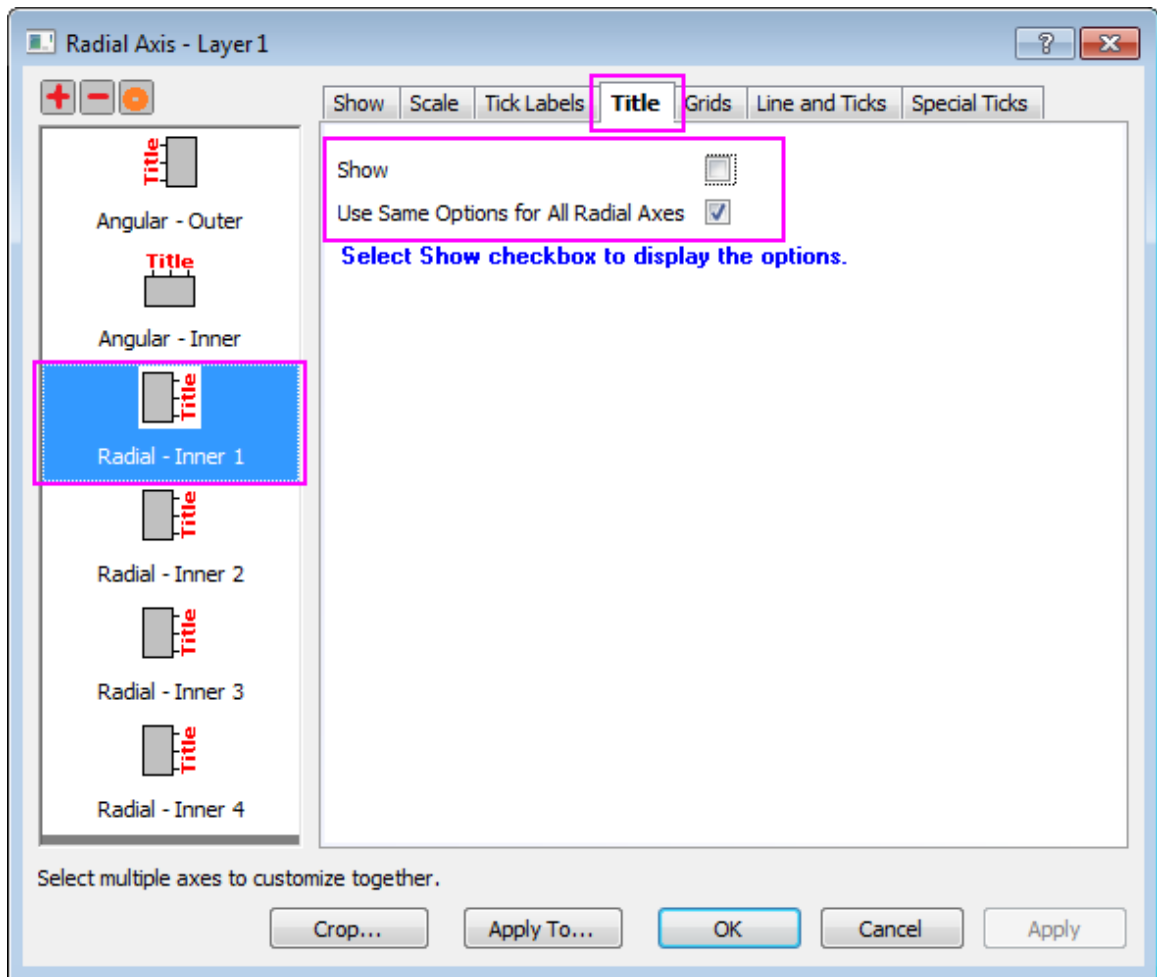 Radial Axis - Layer 1
Show Scale Tick Labels Title Grids Line and Ticks Special Ticks
Title
Angular - Outer
Title
Angular - Inner
Title
Radial - Inner 1
Title
Radial - Inner 2
Title
Radial - Inner 3
Title
Radial - Inner 4
Show
Use Same Options for All Radial Axes
Select Show checkbox to display the options.
Select multiple axes to customize together.
Crop... Apply To... OK Cancel Apply